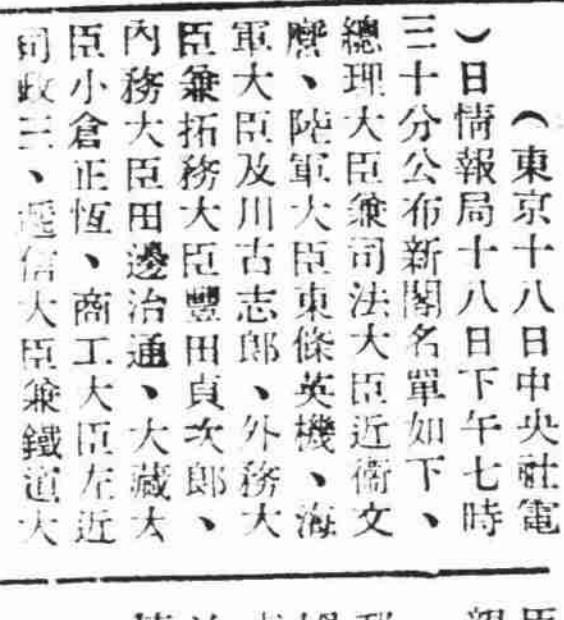 （東京十八日中央社電
）日情報局十八日下午七時
三十分公布新閣名單如下、
總理大臣兼司法大臣近衞文
麿、陸軍大臣東條英機、海
軍大臣及川古志郎、外務大
臣兼拓務大臣豐田貞次郎、
內務大臣田邊治通、大藏大
臣小倉正恆、商工大臣左近
司政三、遞信大臣兼鐵道大